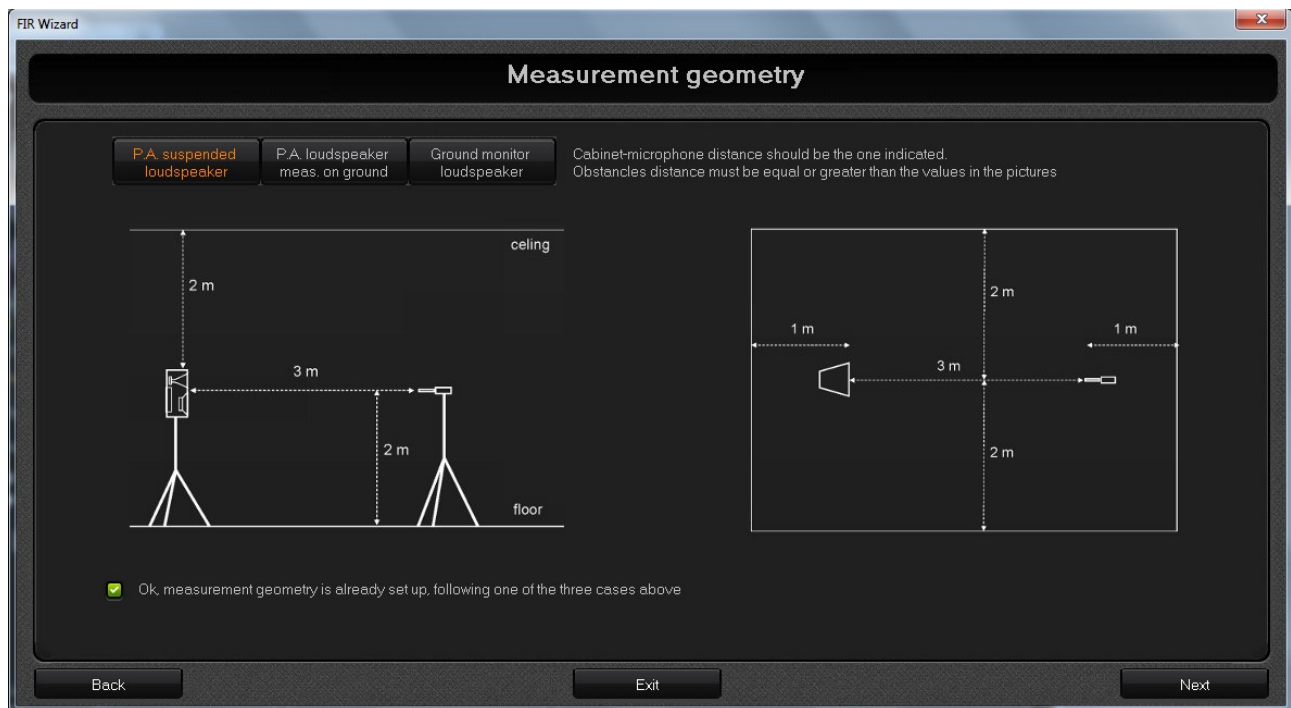 FIR Wizard
Measurement geometry
P.A. suspended
loudspeaker
P.A. loudspeaker
meas. on ground
Ground monitor
loudspeaker
Cabinet-microphone distance should be the one indicated.
Obstancles distance must be equal or greater than the values in the pictures
celing
2 m
3 m
2 m
floor
2 m
1 m
1 m
3 m
2 m
Ok, measurement geometry is already set up, following one of the three cases above
Back
Exit
Next